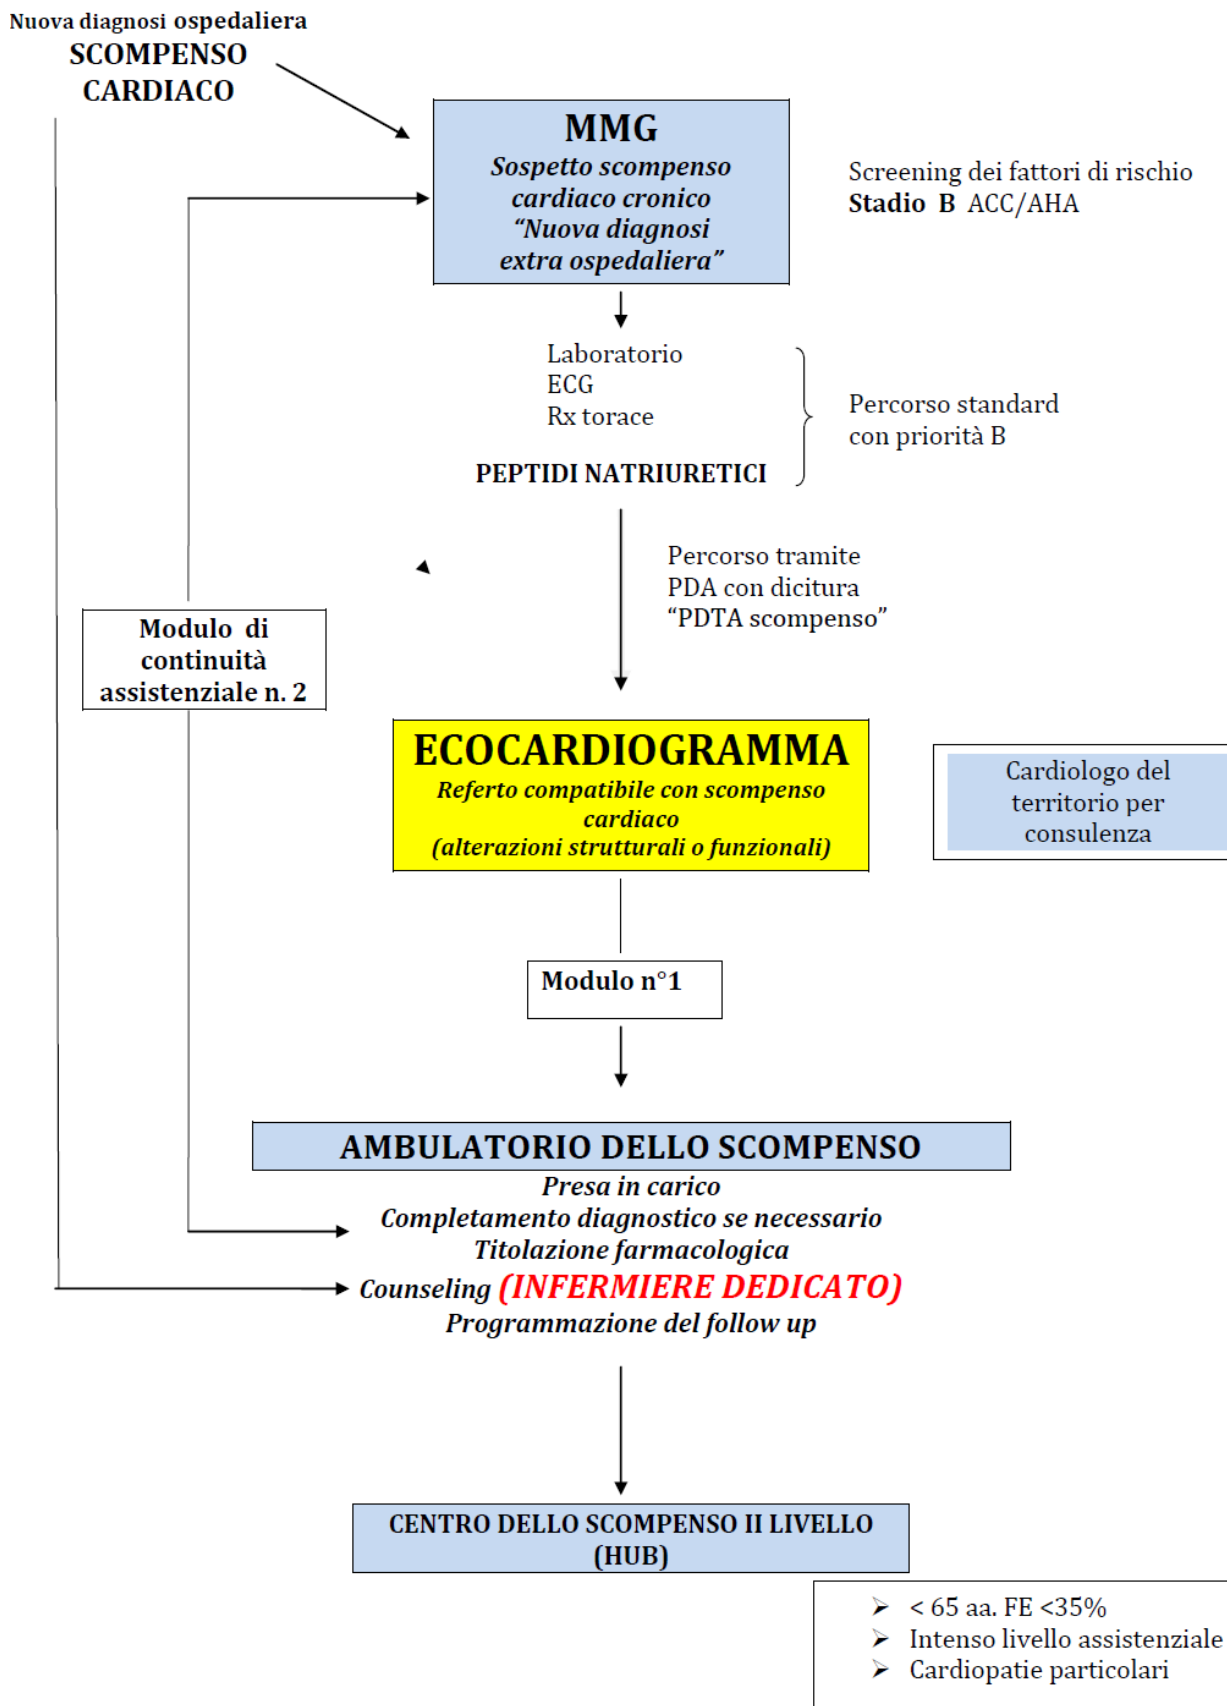 Nuova diagnosi ospedaliera
SCOMPENSO
CARDIACO
MMG
Sospetto scompenso
cardiaco cronico
“Nuova diagnosi
extra ospedaliera”
Screening dei fattori di rischio
Stadio B ACC/AHA
Laboratorio
ECG
Rx torace
PEPTIDI NATRIURETICI
Percorso standard
con priorità B
Percorso tramite
PDA con dicitura
“PDTA scompenso”
Modulo di
continuità
assistenziale n. 2
ECOCARDIOGRAMMA
Referto compatibile con scompenso
cardiaco
(alterazioni strutturali o funzionali)
Cardiologo del
territorio per
consulenza
Modulo n°1
AMBULATORIO DELLO SCOMPENSO
Presa in carico
Completamento diagnostico se necessario
Titolazione farmacologica
Counseling (INFERMIERE DEDICATO)
Programmazione del follow up
CENTRO DELLO SCOMPENSO II LIVELLO
(HUB)
➢ < 65 aa. FE <35%
➢ Intenso livello assistenziale
➢ Cardiopatie particolari